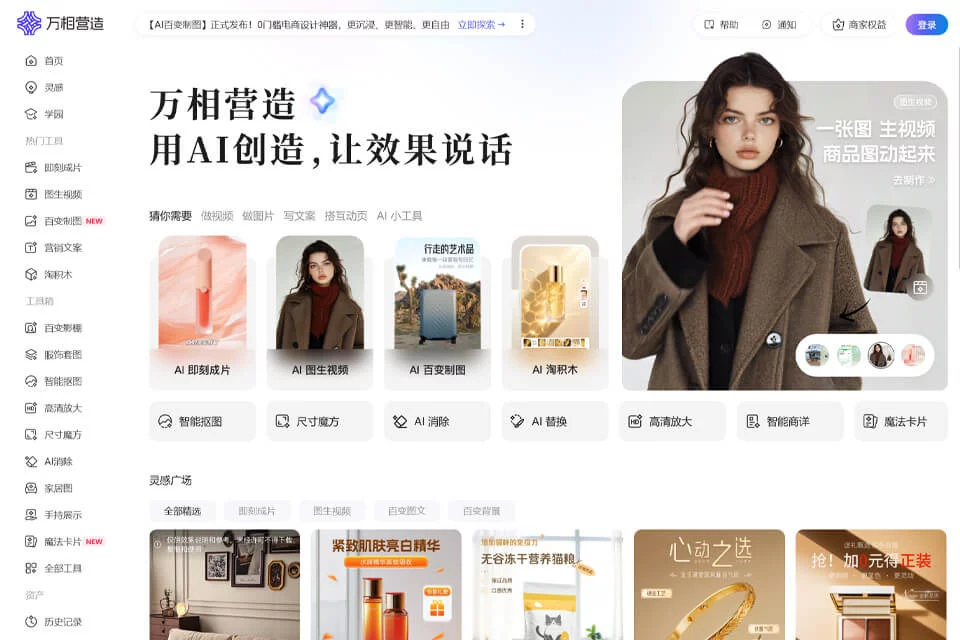 万相营造
【AI百变制图】正式发布！0门槛电商设计神器，更沉浸、更智能、更自由
立即探索→
帮助
通知
商家权益
登录
首页
灵感
学园
热门工具
即刻成片
图生视频
百变制图 NEW
营销文案
淘积木
工具箱
百变影棚
服饰套图
智能抠图
高清放大
尺寸魔方
AI消除
家居图
手持展示
魔法卡片 NEW
全部工具
资产
历史记录
万相营造
用AI创造,让效果说话
猜你需要
做视频
做图片
写文案
搭互动页
AI 小工具
图生视频
一张图 生视频
商品图动起来
去制作
行走的艺术品
AI 即刻成片
AI 图生视频
AI 百变制图
AI 淘积木
智能抠图
尺寸魔方
AI 消除
AI 替换
高清放大
智能商详
魔法卡片
灵感广场
全部精选
即刻成片
图生视频
百变图文
百变背景
紧致肌肤亮白精华
无谷冻干营养猫粮
心动之选
抢！加0元得正装